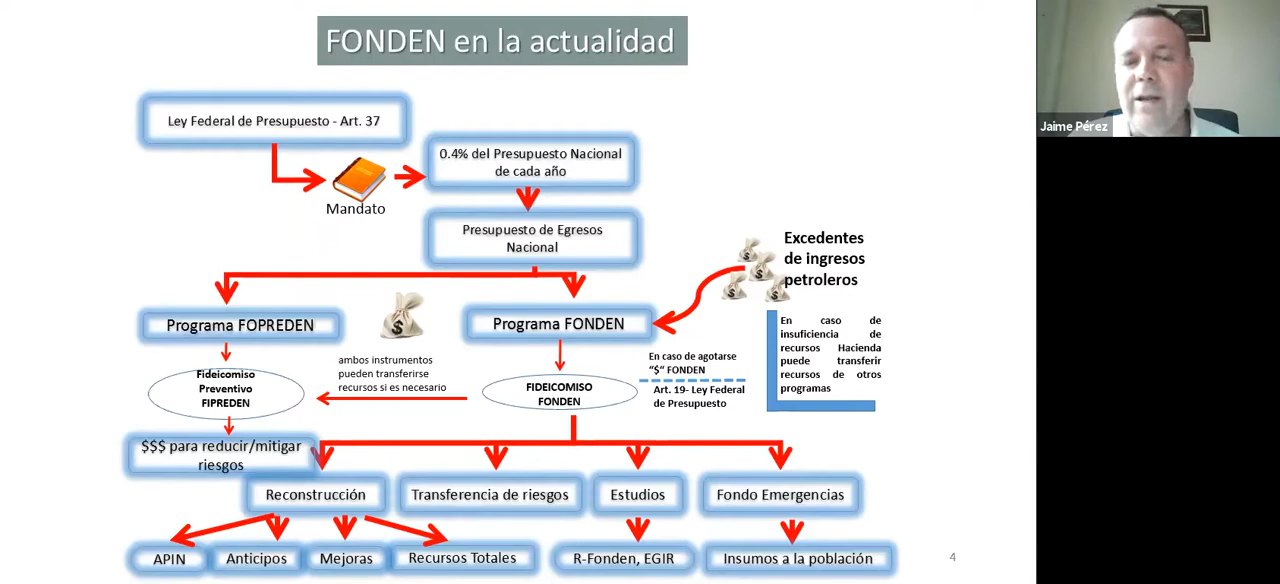 FONDEN en la actualidad
Jaime Pérez
Ley Federal de Presupuesto - Art. 37
0.4% del Presupuesto Nacional
de cada año
Mandato
Presupuesto de Egresos
Nacional
Excedentes
de ingresos
petroleros
Programa FOPREDEN
$
Programa FONDEN
$
$
$
$
En caso de
insuficiencia de
recursos Hacienda
puede transferir
recursos de otros
programas
ambos instrumentos
pueden transferirse
recursos si es necesario
En caso de agotarse
“$” FONDEN
Art. 19- Ley Federal
de Presupuesto
Fideicomiso
Preventivo
FIPREDEN
FIDEICOMISO
FONDEN
$$$ para reducir/mitigar
riesgos
Reconstrucción
Transferencia de riesgos
Estudios
Fondo Emergencias
APIN
Anticipos
Mejoras
Recursos Totales
R-Fonden, EGIR
Insumos a la población
4